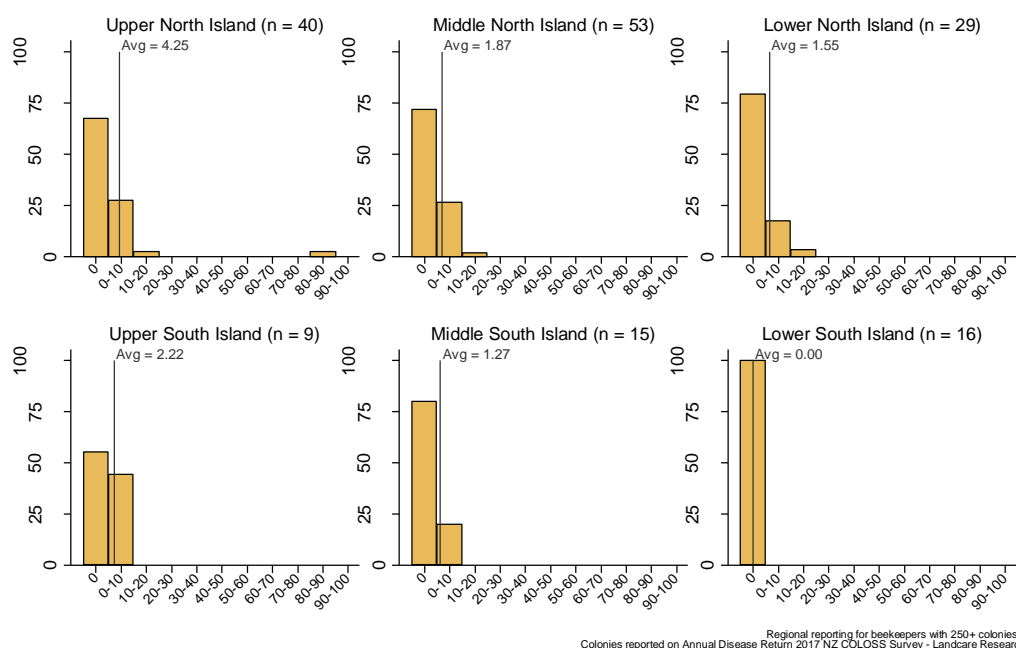 Upper North Island (n = 40)
Avg = 4.25
100
75
50
25
0
0 0-10 10-20 20-30 30-40 40-50 50-60 60-70 70-80 80-90 90-100
Middle North Island (n = 53)
Avg = 1.87
100
75
50
25
0
0 0-10 10-20 20-30 30-40 40-50 50-60 60-70 70-80 80-90 90-100
Lower North Island (n = 29)
Avg = 1.55
100
75
50
25
0
0 0-10 10-20 20-30 30-40 40-50 50-60 60-70 70-80 80-90 90-100
Upper South Island (n = 9)
Avg = 2.22
100
75
50
25
0
0 0-10 10-20 20-30 30-40 40-50 50-60 60-70 70-80 80-90 90-100
Middle South Island (n = 15)
Avg = 1.27
100
75
50
25
0
0 0-10 10-20 20-30 30-40 40-50 50-60 60-70 70-80 80-90 90-100
Lower South Island (n = 16)
Avg = 0.00
100
75
50
25
0
0 0-10 10-20 20-30 30-40 40-50 50-60 60-70 70-80 80-90 90-100
Regional reporting for beekeepers with 250+ colonies
Colonies reported on Annual Disease Return 2017 NZ COLOSS Survey - Landcare Researc